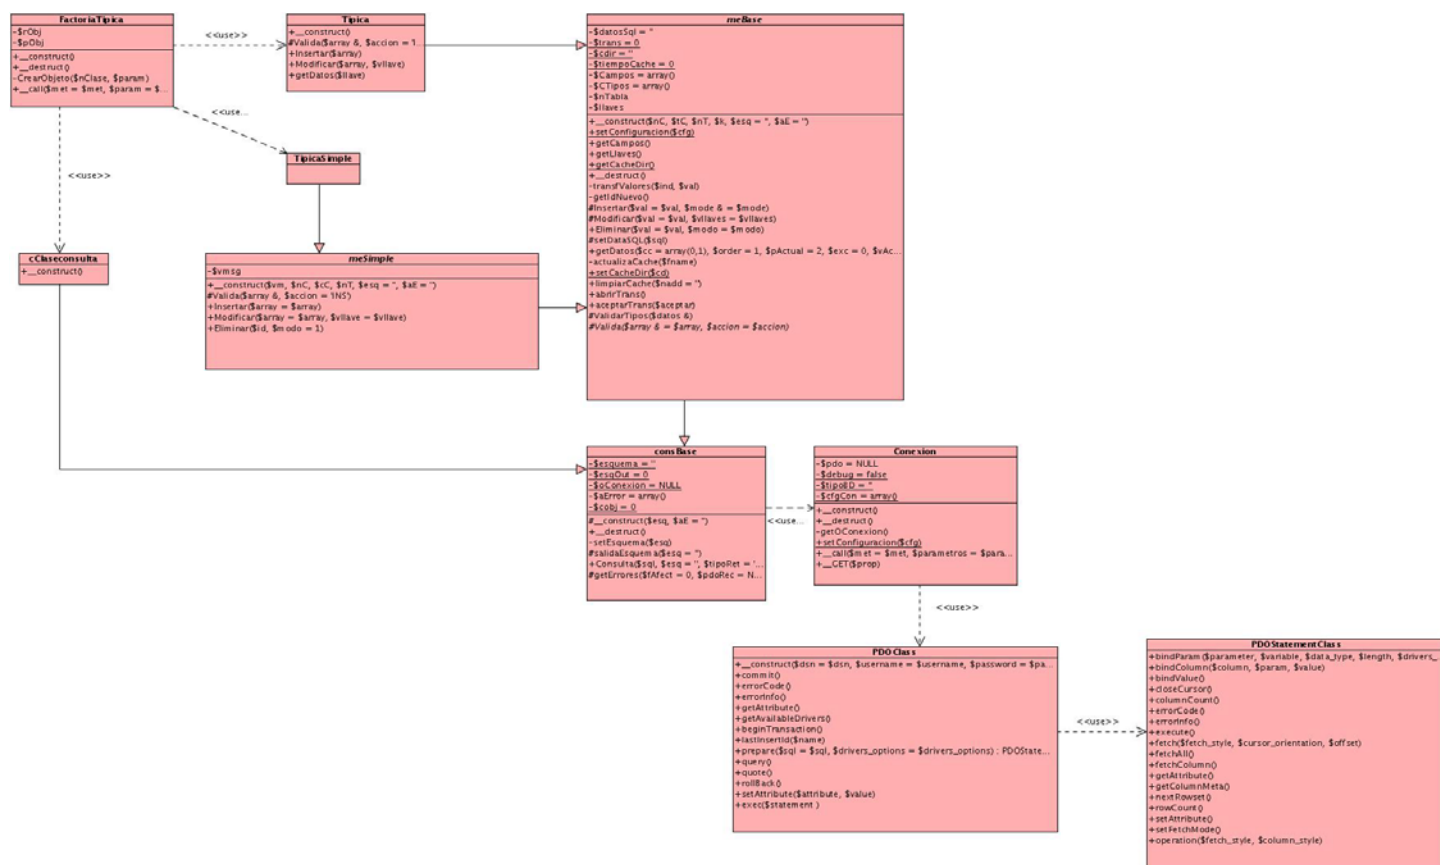 FactoriaTipica
-$rObj
-$pObj
+__construct()
+__destruct()
-CrearObjeto($nClase, $param)
+__call($met = $met, $param = $...
<<use>>
Tipica
+__construct()
#Valida($array &, $accion = '1...
+Insertar($array)
+Modificar($array, $vllave)
+getDatos($llave)
<<use...
<<use>>
TipicaSimple
cClaseconsulta
+__construct()
meSimple
-$vmsg
+__construct($vm, $nC, $cC, $nT, $esq = '', $aE = '')
#Valida($array &, $accion = 'INS')
+Insertar($array = $array)
+Modificar($array = $array, $vllave = $vllave)
+Eliminar($id, $modo = 1)
meBase
-$datosSql = ''
-$trans = 0
-$cdir = ''
-$tiempoCache = 0
-$Campos = array()
-$CTipos = array()
-$nTabla
-$llaves
+__construct($nC, $tC, $nT, $k, $esq = '', $aE = '')
+setConfiguracion($cfg)
+getCampos()
+getLlaves()
+getCacheDir()
+__destruct()
-transfValores($ind, $val)
-getIdNuevo()
#Insertar($val = $val, $mode & = $mode)
#Modificar($val = $val, $vllaves = $vllaves)
+Eliminar($val = $val, $modo = $modo)
#setDataSQL($sql)
+getDatos($cc = array(0,1), $order = 1, $pActual = 2, $exc = 0, $vAc...
-actualizaCache($fname)
+setCacheDir($cd)
+limpiarCache($nadd = '')
+abrirTrans()
+aceptarTrans($aceptar)
#ValidarTipos($datos &)
#Valida($array & = $array, $accion = $accion)
consBase
-$esquema = ''
-$esqOut = 0
-$oConexion = NULL
-$aError = array()
-$cobj = 0
#__construct($esq, $aE = '')
+__destruct()
-setEsquema($esq)
#salidaEsquema($esq = '')
+Consulta($sql, $esq = '', $tipoRet = '...
#getErrores($fAfect = 0, $pdoRec = N...
<<use...
Conexion
-$pdo = NULL
-$debug = false
-$tipoBD = ''
-$cfgCon = array()
+__construct()
+__destruct()
-getOConexion()
+setConfiguracion($cfg)
+__call($met = $met, $parametros = $para...
+__GET($prop)
<<use>>
PDOClass
+__construct($dsn = $dsn, $username = $username, $password = $pa...
+commit()
+errorCode()
+errorInfo()
+getAttribute()
+getAvailableDrivers()
+beginTransaction()
+lastInsertId($name)
+prepare($sql = $sql, $drivers_options = $drivers_options) : PDOState...
+query()
+quote()
+rollBack()
+setAttribute($attribute, $value)
+exec($statement )
<<use>>
PDOStatementClass
+bindParam($parameter, $variable, $data_type, $length, $drivers_
+bindColumn($column, $param, $value)
+bindValue()
+closeCursor()
+columnCount()
+errorCode()
+errorInfo()
+execute()
+fetch($fetch_style, $cursor_orientation, $offset)
+fetchAll()
+fetchColumn()
+getAttribute()
+getColumnMeta()
+nextRowset()
+rowCount()
+setAttribute()
+setFetchMode()
+operation($fetch_style, $column_style)